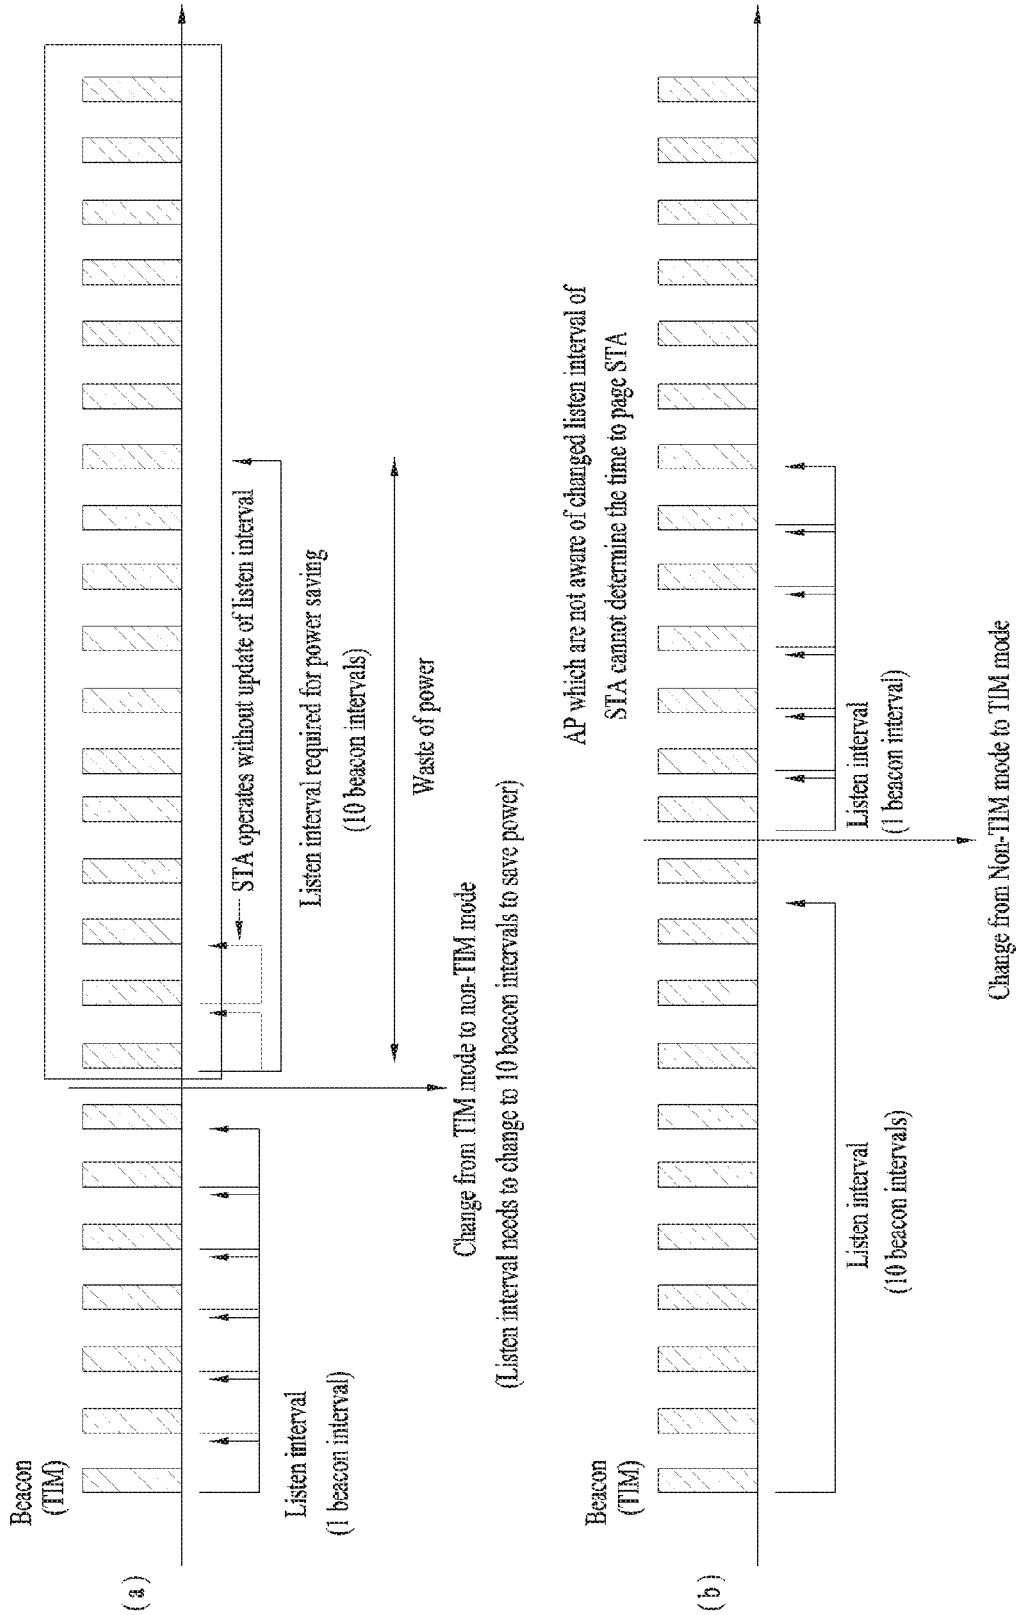 (a)
Beacon
(TIM)
STA operates without update of listen interval
Listen interval
(1 beacon interval)
Listen interval required for power saving
(10 beacon intervals)
Waste of power
Change from TIM mode to non-TIM mode
(Listen interval needs to change to 10 beacon intervals to save power)
(b)
Beacon
(TIM)
AP which are not aware of changed listen interval of
STA cannot determine the time to page STA
Listen interval
(10 beacon intervals)
Listen interval
(1 beacon interval)
Change from Non-TIM mode to TIM mode